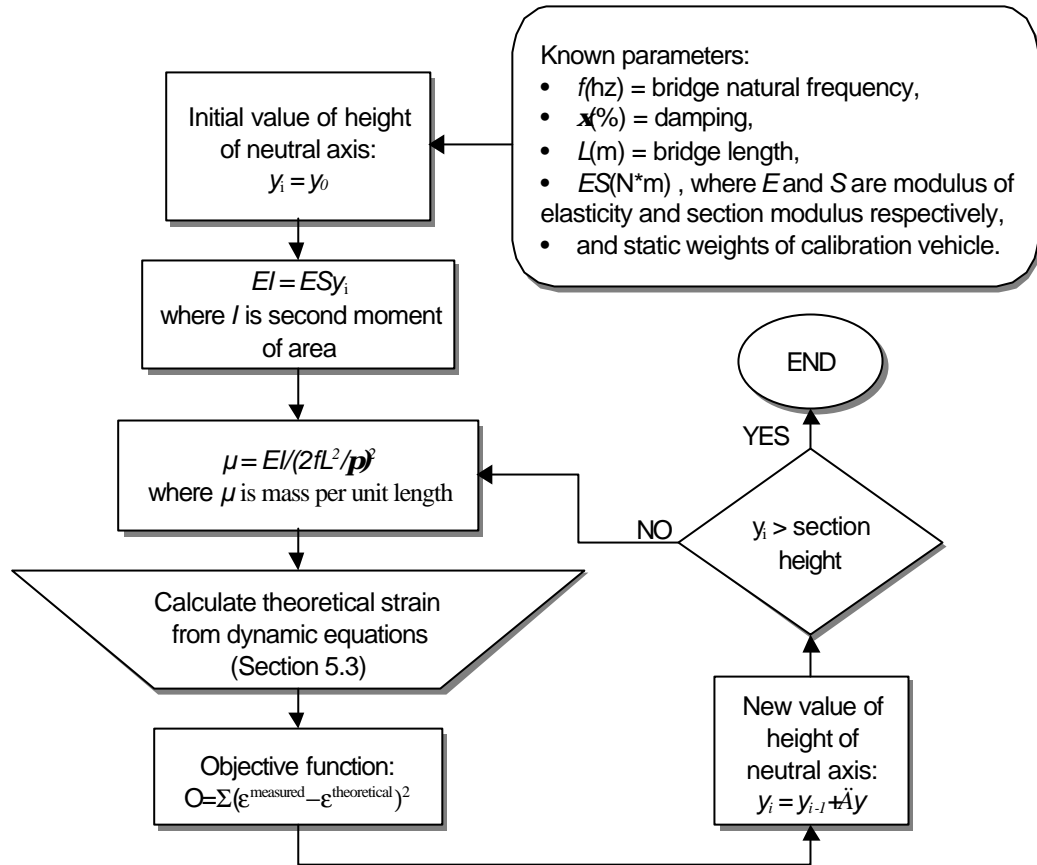 Known parameters:
• f(hz) = bridge natural frequency,
• x(%) = damping,
• L(m) = bridge length,
• ES(N*m) , where E and S are modulus of
elasticity and section modulus respectively,
• and static weights of calibration vehicle.
Initial value of height
of neutral axis:
yi = y0
EI = ESyi
where I is second moment
of area
μ = EI/(2fL²/p)²
where μ is mass per unit length
Calculate theoretical strain
from dynamic equations
(Section 5.3)
Objective function:
O=Σ(εmeasured−εtheoretical)²
New value of
height of
neutral axis:
yi = yi-1+Äy
yi > section
height
NO
YES
END